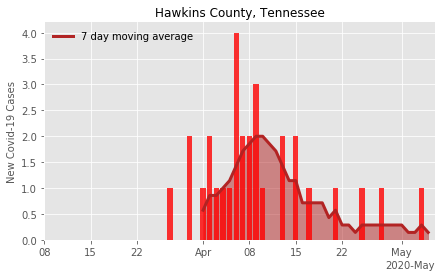 Hawkins County, Tennessee
7 day moving average
New Covid-19 Cases
4.0
3.5
3.0
2.5
2.0
1.5
1.0
0.5
0.0
08 15 22 Apr 08 15 22 May
2020-May